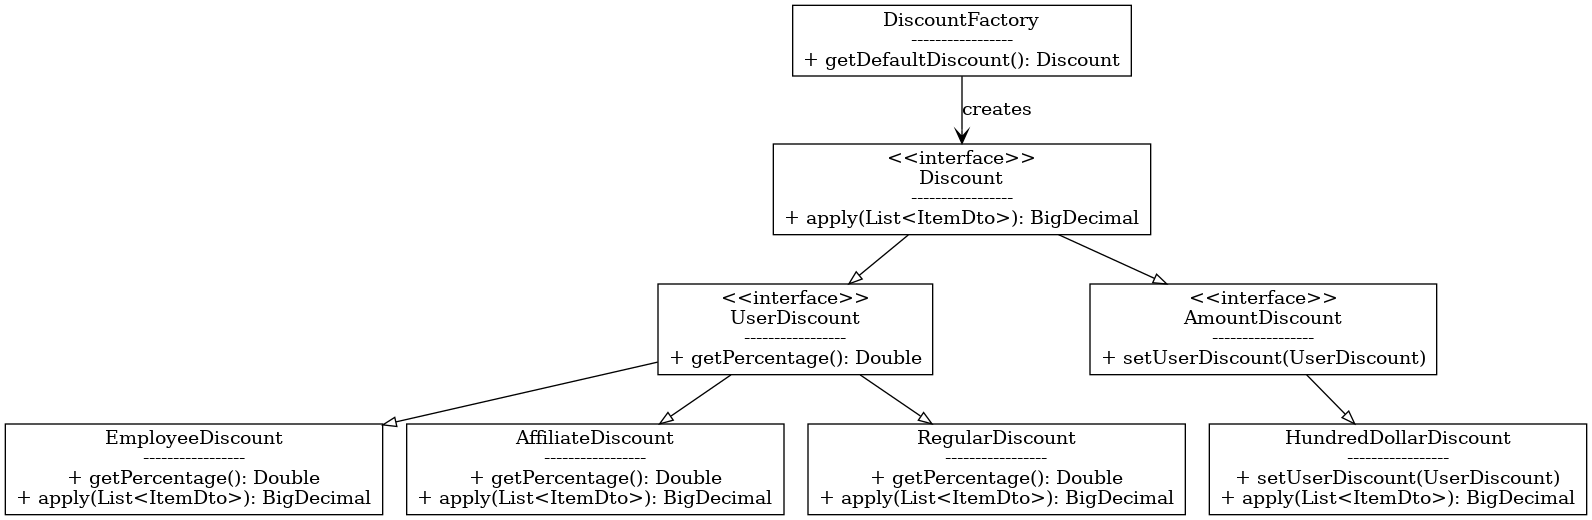 DiscountFactory
-----------------
+ getDefaultDiscount(): Discount
creates
<<interface>>
Discount
-----------------
+ apply(List<ItemDto>): BigDecimal
<<interface>>
UserDiscount
-----------------
+ getPercentage(): Double
<<interface>>
AmountDiscount
-----------------
+ setUserDiscount(UserDiscount)
EmployeeDiscount
-----------------
+ getPercentage(): Double
+ apply(List<ItemDto>): BigDecimal
AffiliateDiscount
-----------------
+ getPercentage(): Double
+ apply(List<ItemDto>): BigDecimal
RegularDiscount
-----------------
+ getPercentage(): Double
+ apply(List<ItemDto>): BigDecimal
HundredDollarDiscount
-----------------
+ setUserDiscount(UserDiscount)
+ apply(List<ItemDto>): BigDecimal